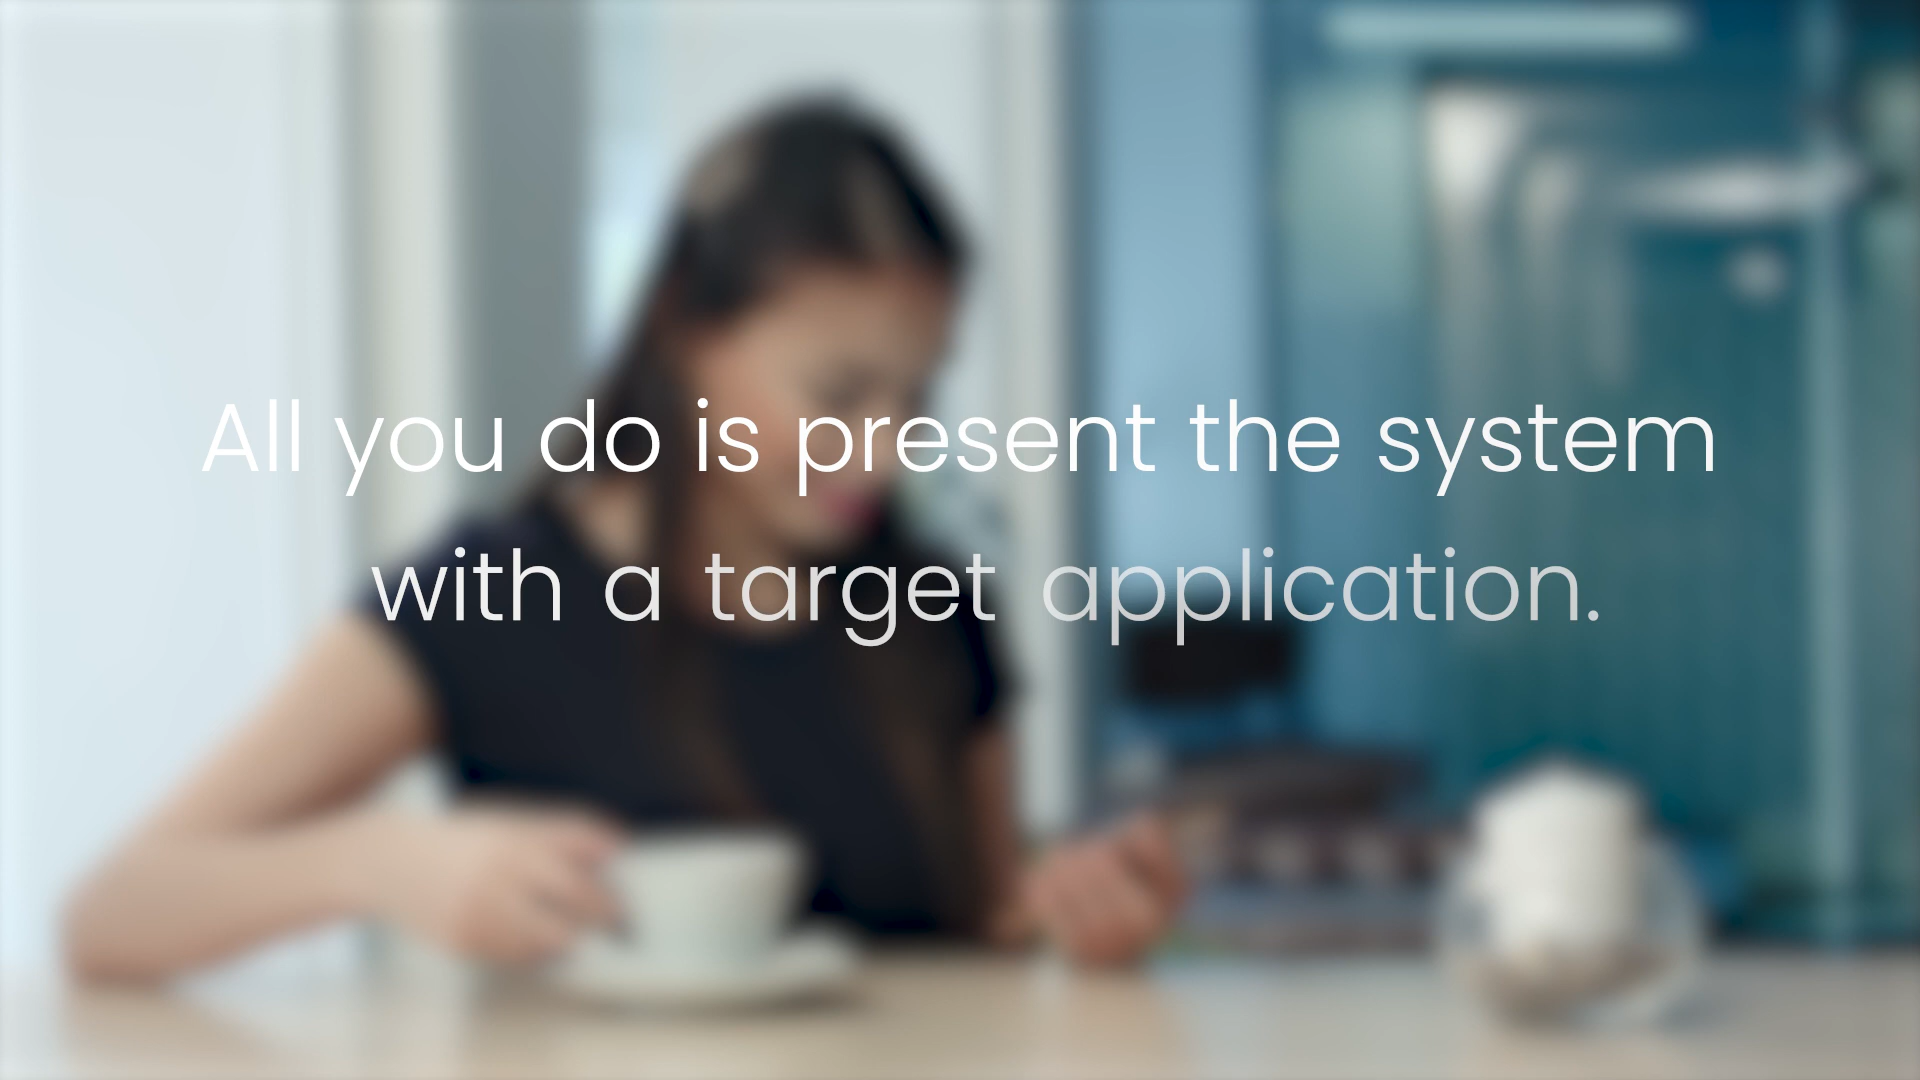 All you do is present the system
with a target application.